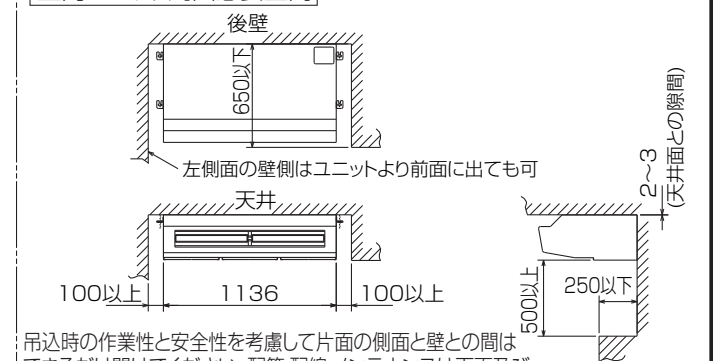 後壁
650以下
左側面の壁側はユニットより前面に出ても可
天井
2〜3
(天井面との隙間)
100以上
1136
100以上
500以上
250以下
吊込時の作業性と安全性を考慮して片面の側面と壁との間は